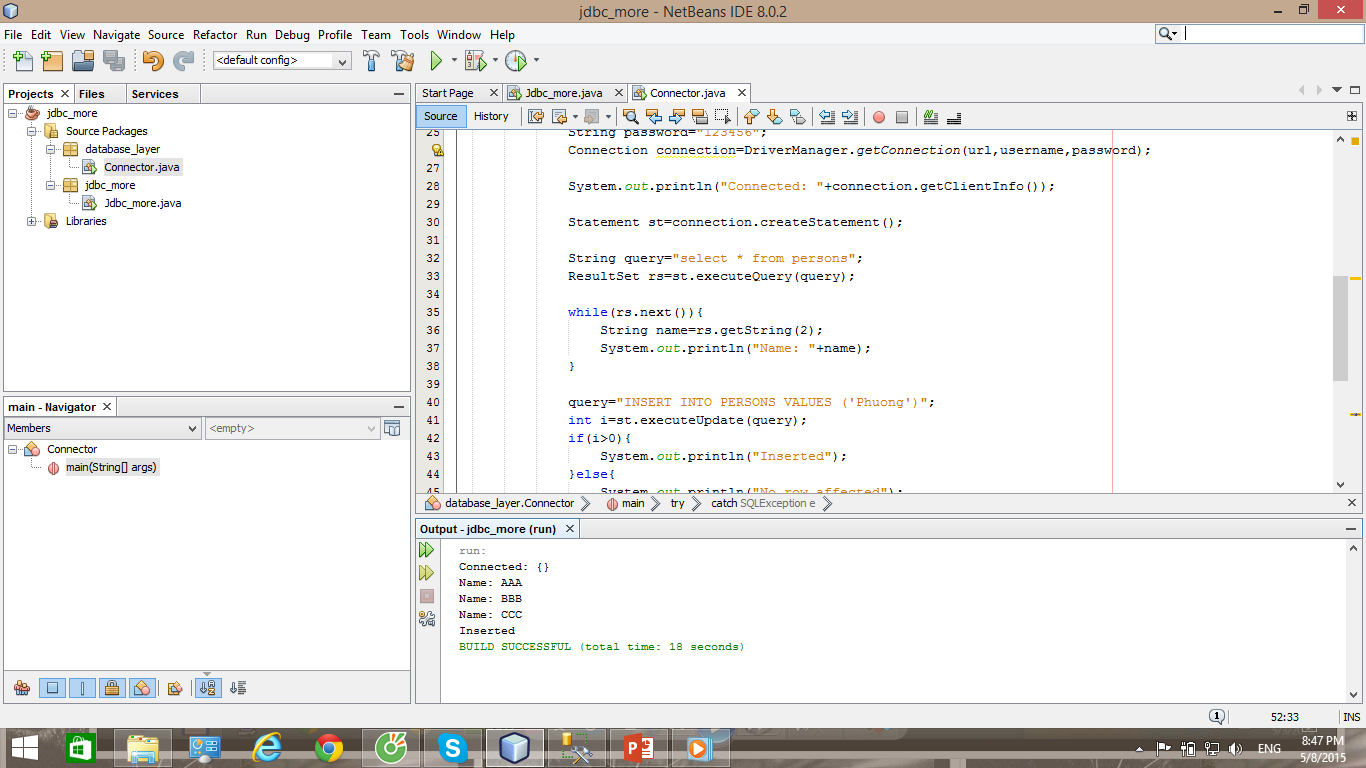 jdbc_more - NetBeans IDE 8.0.2
File Edit View Navigate Source Refactor Run Debug Profile Team Tools Window Help
<default config>
Projects Files Services
jdbc_more
Source Packages
database_layer
Connector.java
jdbc_more
Jdbc_more.java
Libraries
main - Navigator
Members <empty>
Connector
main(String[] args)
Start Page Jdbc_more.java Connector.java
Source History
25 String password="123456";
Connection connection=DriverManager.getConnection(url,username,password);
27
28 System.out.println("Connected: "+connection.getClientInfo());
29
30 Statement st=connection.createStatement();
31
32 String query="select * from persons";
33 ResultSet rs=st.executeQuery(query);
34
35 while(rs.next()){
36 String name=rs.getString(2);
37 System.out.println("Name: "+name);
38 }
39
40 query="INSERT INTO PERSONS VALUES ('Phuong')";
41 int i=st.executeUpdate(query);
42 if(i>0){
43 System.out.println("Inserted");
44 }else{
45 System.out.println("No row affected");
database_layer.Connector main try catch SQLException e
Output - jdbc_more (run)
run:
Connected: {}
Name: AAA
Name: BBB
Name: CCC
Inserted
BUILD SUCCESSFUL (total time: 18 seconds)
1 52:33 INS
ENG
8:47 PM
5/8/2015